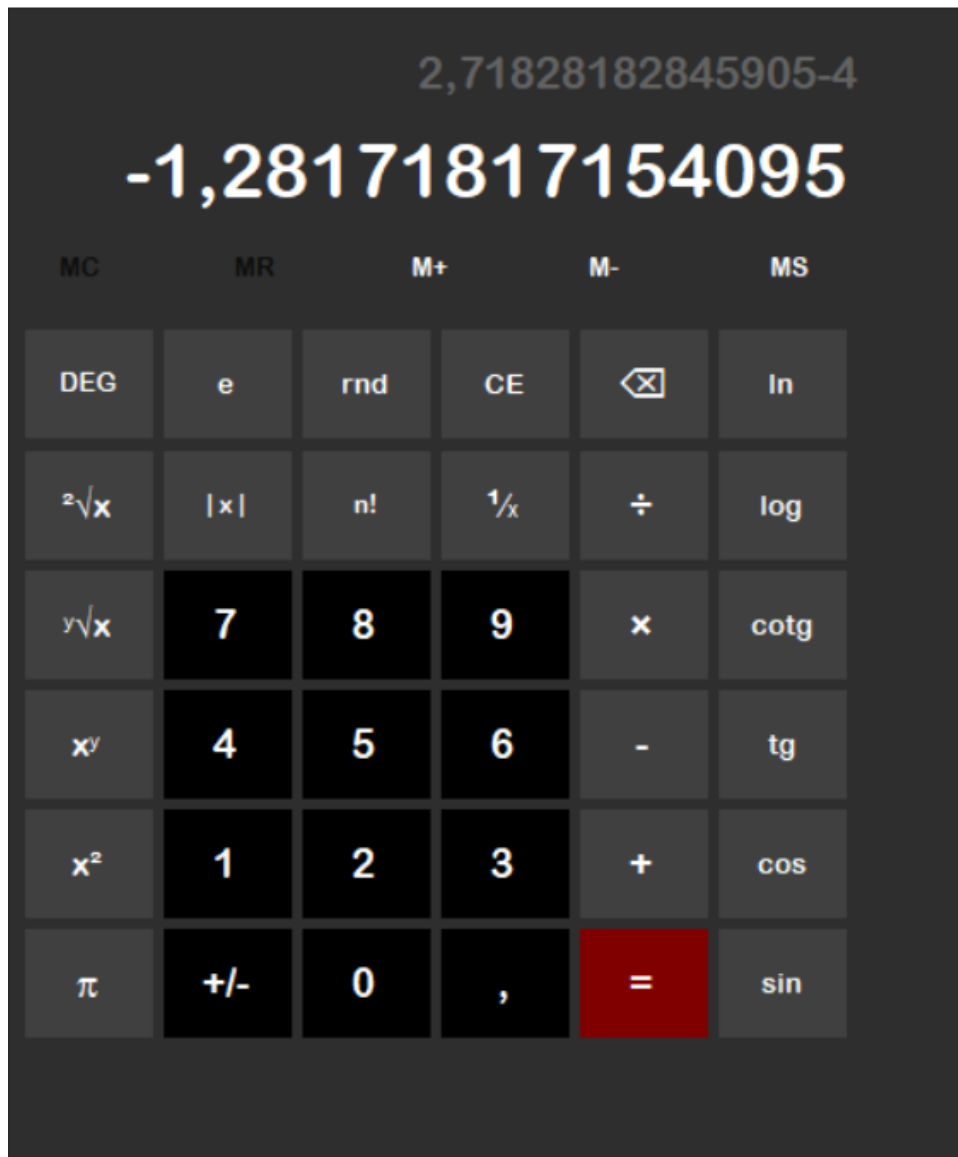 2,71828182845905-4
-1,28171817154095
MC MR M+ M- MS
DEG e rnd CE ⌫ ln
²√x |x| n! ¹⁄x ÷ log
ʸ√x 7 8 9 × cotg
xʸ 4 5 6 - tg
x² 1 2 3 + cos
π +/- 0 , = sin